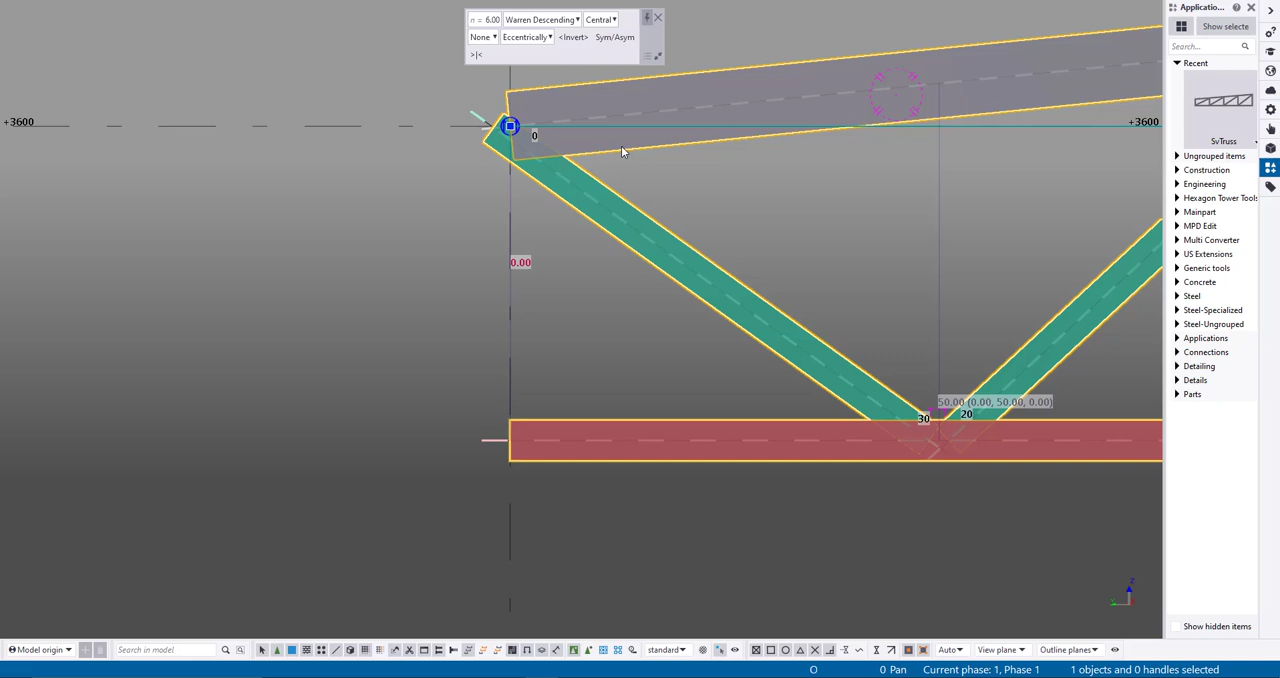 n = 6.00 Warren Descending Central
None Eccentrically <Invert> Sym/Asym
>|<
+3600
+3600
0
0.00
50.00 (0.00, 50.00, 0.00)
30
20
Applicatio...
Show selecte
Search...
Recent
SvTruss
Ungrouped items
Construction
Engineering
Hexagon Tower Tools
Mainpart
MPD Edit
Multi Converter
US Extensions
Generic tools
Concrete
Steel
Steel-Specialized
Steel-Ungrouped
Applications
Connections
Detailing
Details
Parts
Show hidden items
Z
Model origin
Search in model
standard
Auto
View plane
Outline planes
O
0 Pan
Current phase: 1, Phase 1
1 objects and 0 handles selected